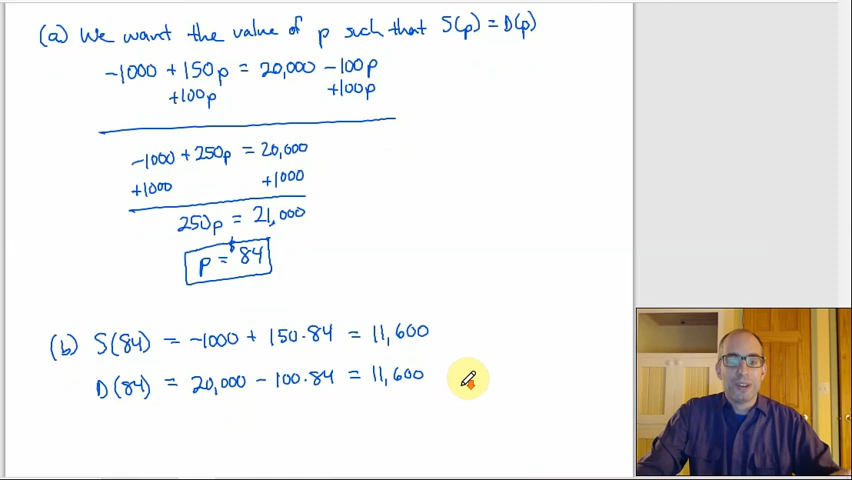 (a) We want the value of p such that S(p) = D(p)
-1000 + 150p = 20,000 - 100p
+100p +100p
-1000 + 250p = 20,000
+1000 +1000
250p = 21,000
p = $84
(b) S(84) = -1000 + 150·84 = 11,600
D(84) = 20,000 - 100·84 = 11,600